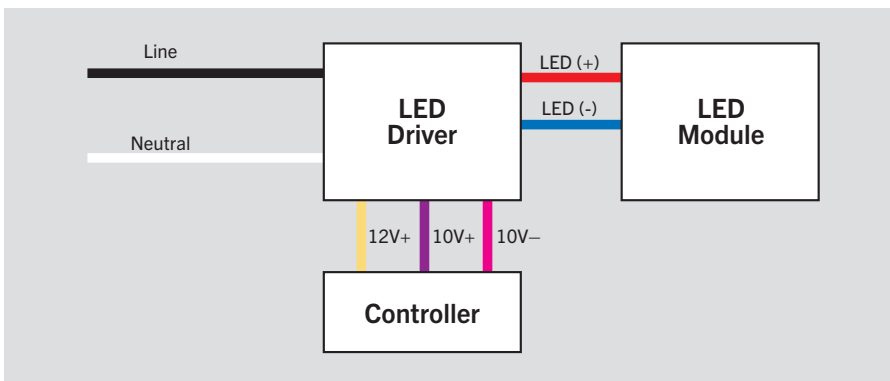 Line
LED (+)
LED
Driver
LED (-)
LED
Module
Neutral
12V+
10V+
10V–
Controller